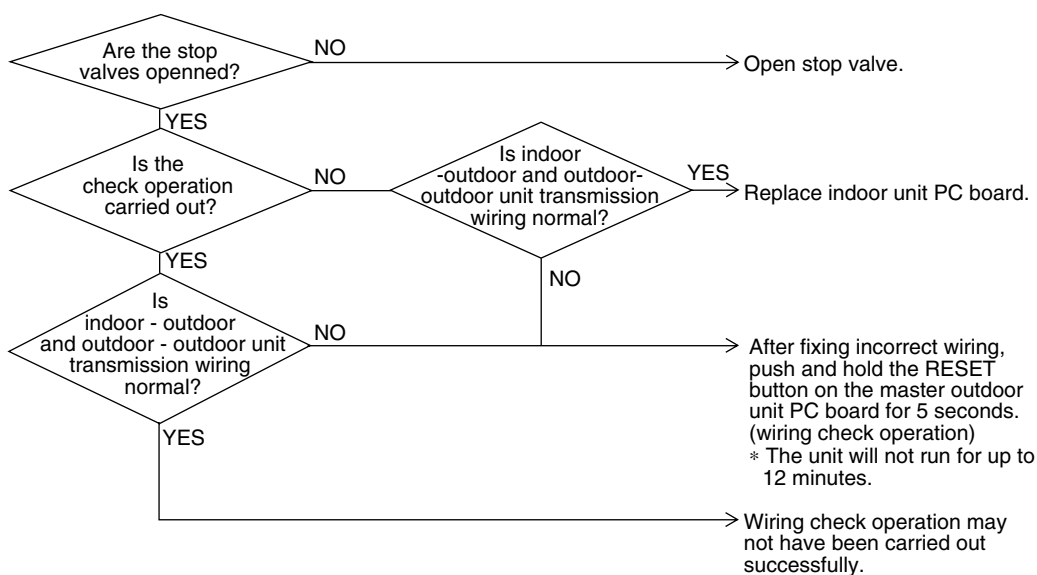 Are the stop
valves openned?
NO
Open stop valve.
YES
Is the
check operation
carried out?
NO
Is indoor
-outdoor and outdoor-
outdoor unit transmission
wiring normal?
YES
Replace indoor unit PC board.
YES
NO
Is
indoor - outdoor
and outdoor - outdoor unit
transmission wiring
normal?
NO
After fixing incorrect wiring,
push and hold the RESET
button on the master outdoor
unit PC board for 5 seconds.
(wiring check operation)
* The unit will not run for up to
12 minutes.
YES
Wiring check operation may
not have been carried out
successfully.